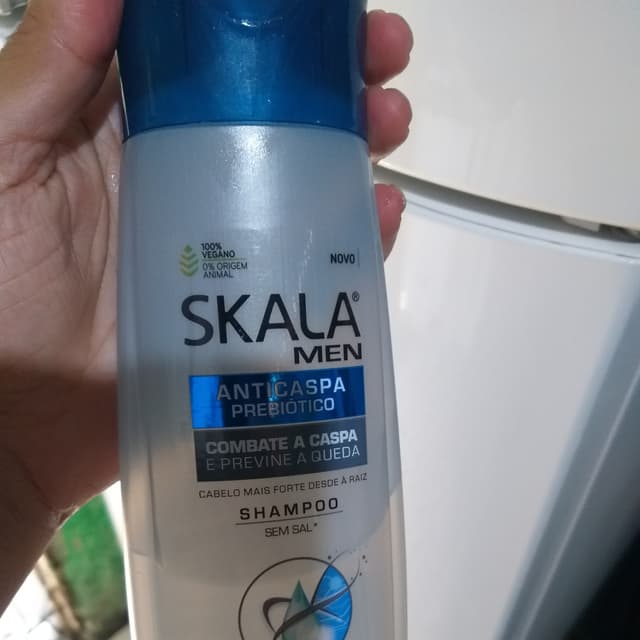 100%
VEGANO
0% ORIGEM
ANIMAL
NOVO
SKALA®
MEN
ANTICASPA
PREBIÓTICO
COMBATE A CASPA
E PREVINE A QUEDA
CABELO MAIS FORTE DESDE À RAIZ
SHAMPOO
SEM SAL*